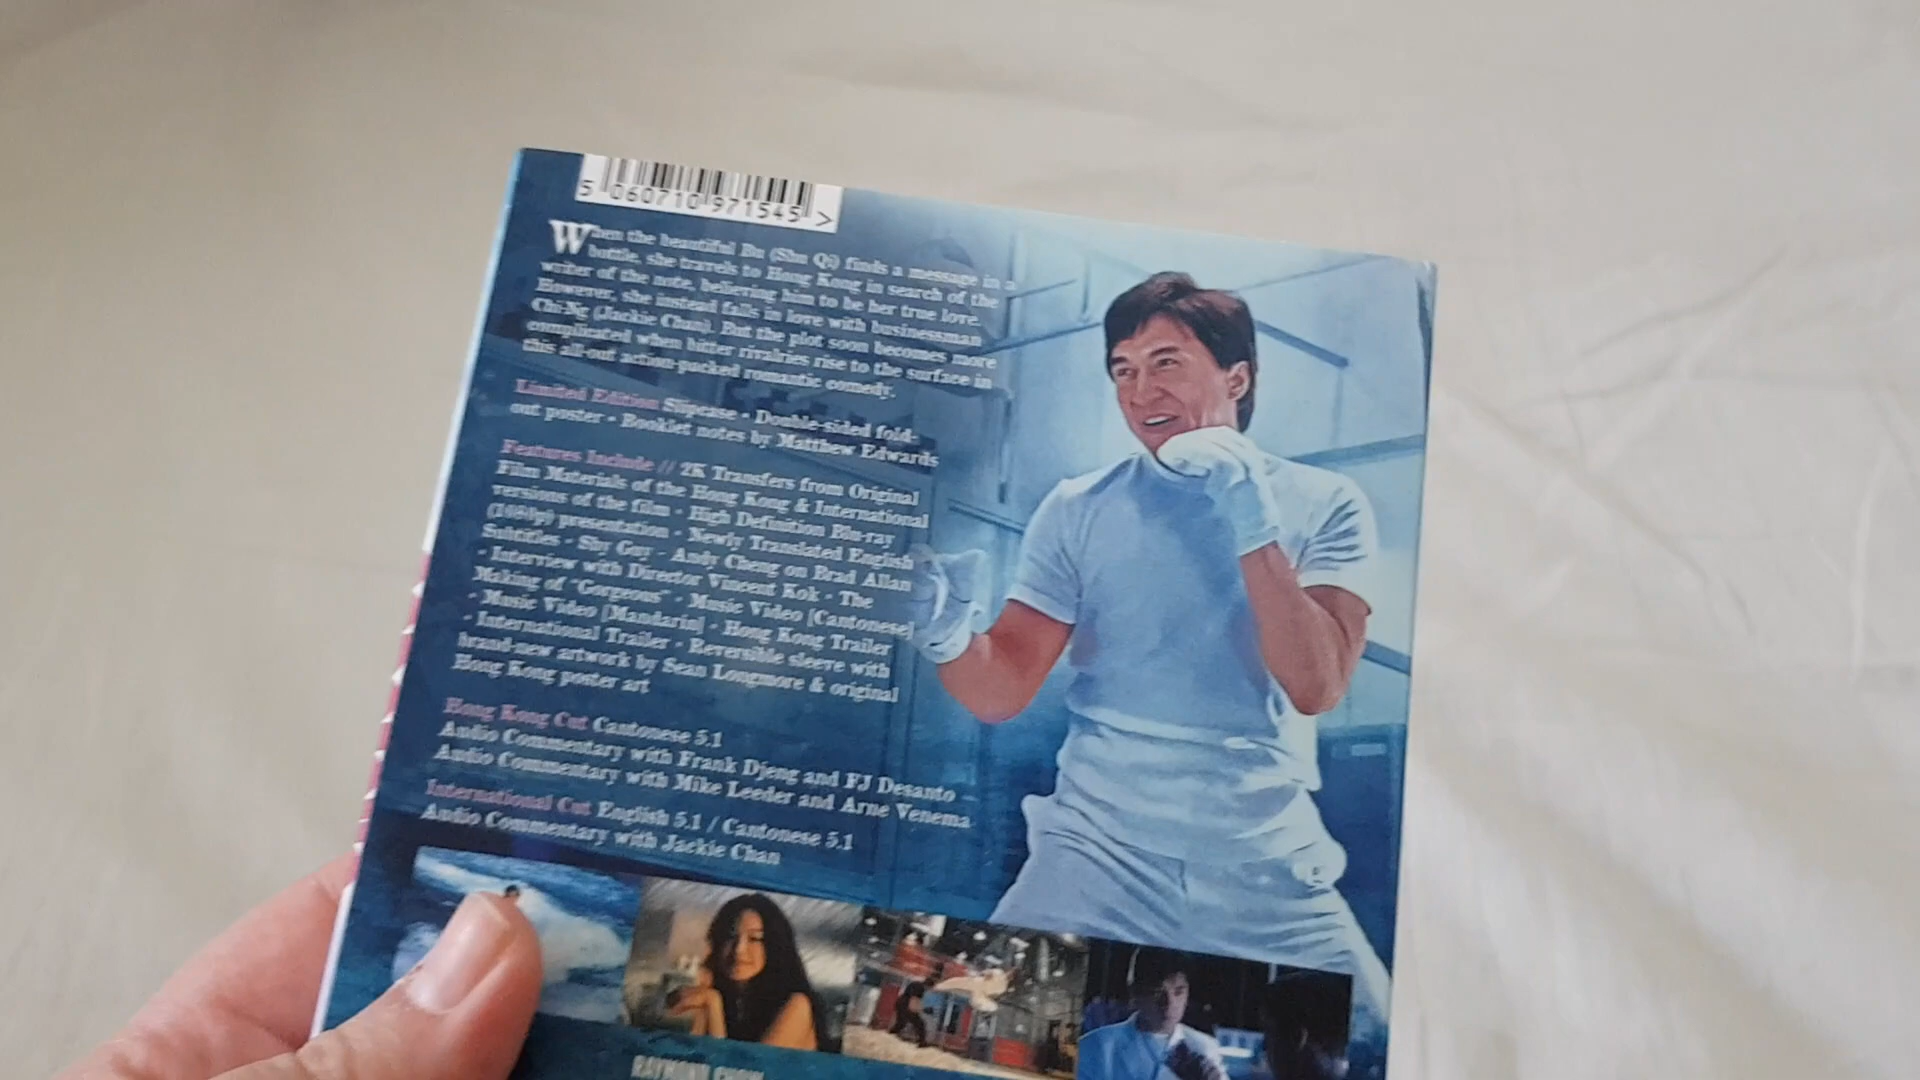 5 060710 971545 >
When the beautiful Bu (Shu Qi) finds a message in a
bottle, she travels to Hong Kong in search of the
writer of the note, believing him to be her true love.
However, she instead falls in love with businessman
Chi-Ng (Jackie Chan). But the plot soon becomes more
complicated when bitter rivalries rise to the surface in
this all-out action-packed romantic comedy.
Limited Edition Slipcase • Double-sided fold-
out poster • Booklet notes by Matthew Edwards
Features Include // 2K Transfers from Original
Film Materials of the Hong Kong & International
versions of the film • High Definition Blu-ray
(1080p) presentation • Newly Translated English
Subtitles • Shy Guy - Andy Cheng on Brad Allan
• Interview with Director Vincent Kok • The
Making of "Gorgeous" • Music Video [Cantonese]
• Music Video [Mandarin] • Hong Kong Trailer
• International Trailer • Reversible sleeve with
brand-new artwork by Sean Longmore & original
Hong Kong poster art
Hong Kong Cut Cantonese 5.1
Audio Commentary with Frank Djeng and FJ Desanto
Audio Commentary with Mike Leeder and Arne Venema
International Cut English 5.1 / Cantonese 5.1
Audio Commentary with Jackie Chan
RAYMOND CHOW